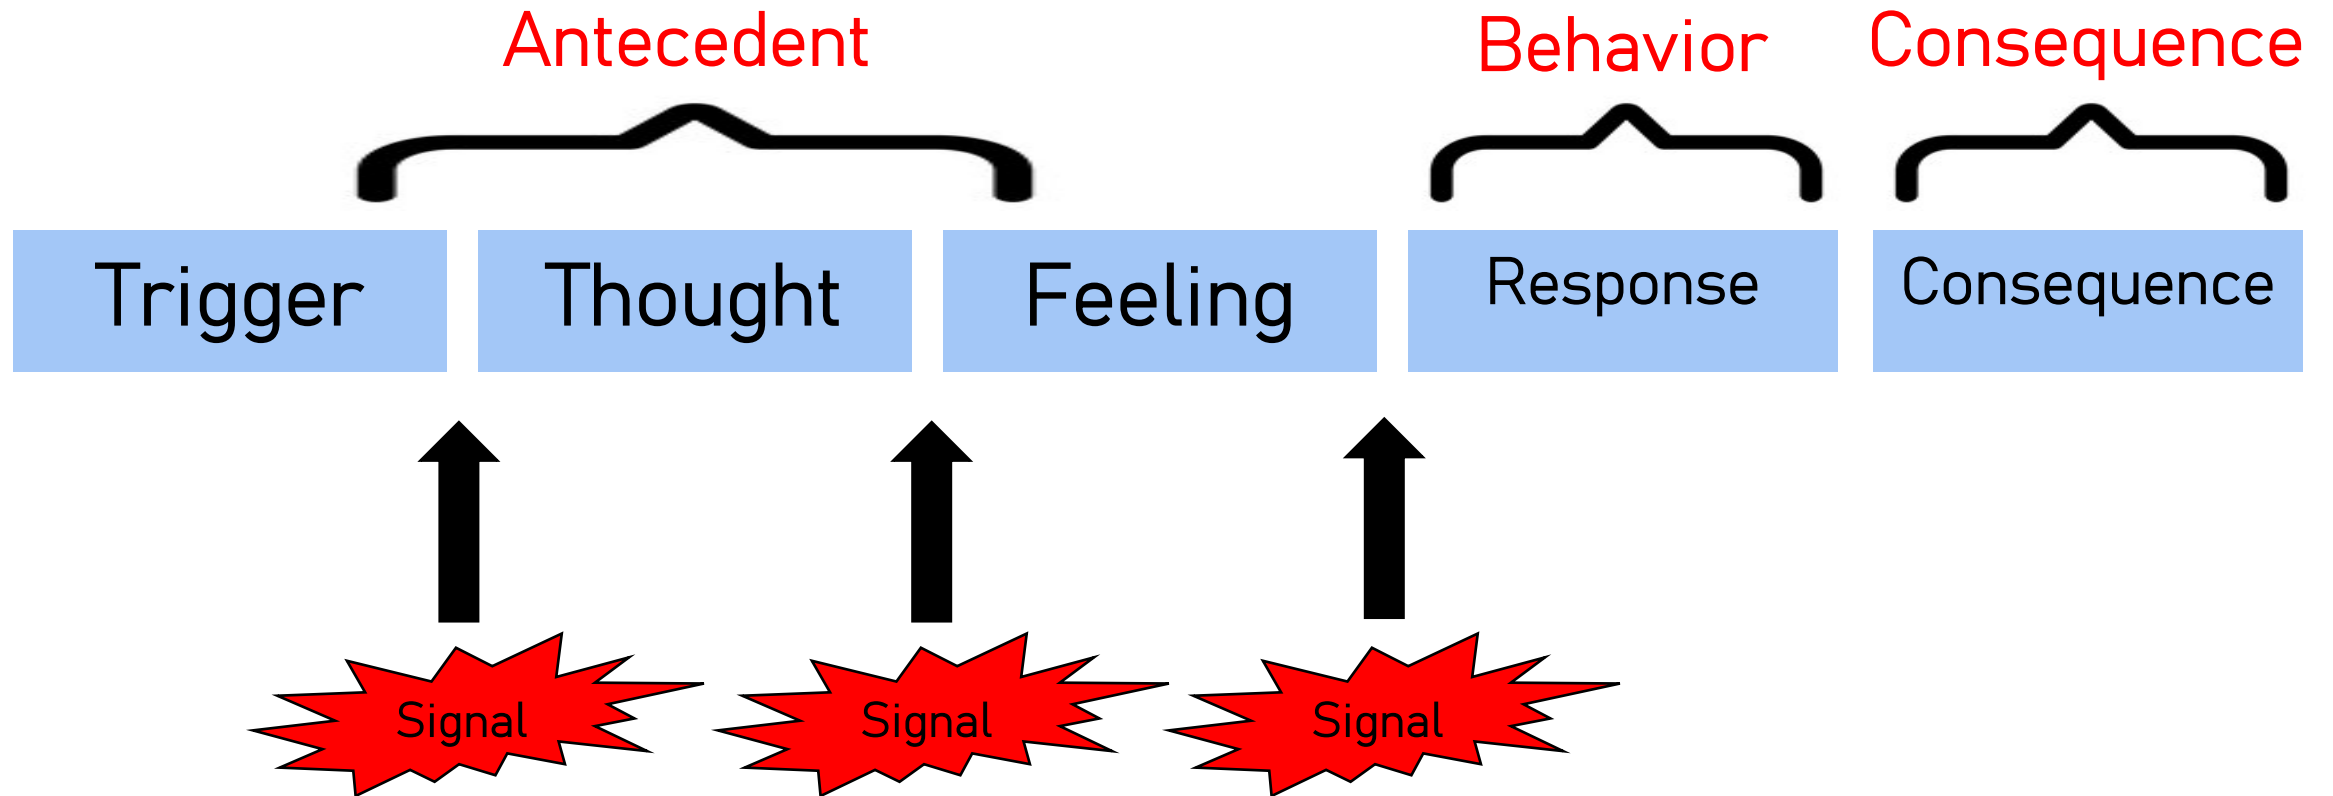 Antecedent
Behavior
Consequence
Trigger
Thought
Feeling
Response
Consequence
Signal
Signal
Signal